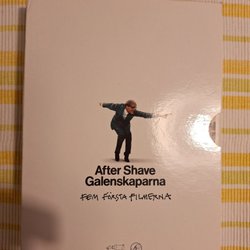 After Shave
Galenskaparna
FEM FÖRSTA FILMERNA